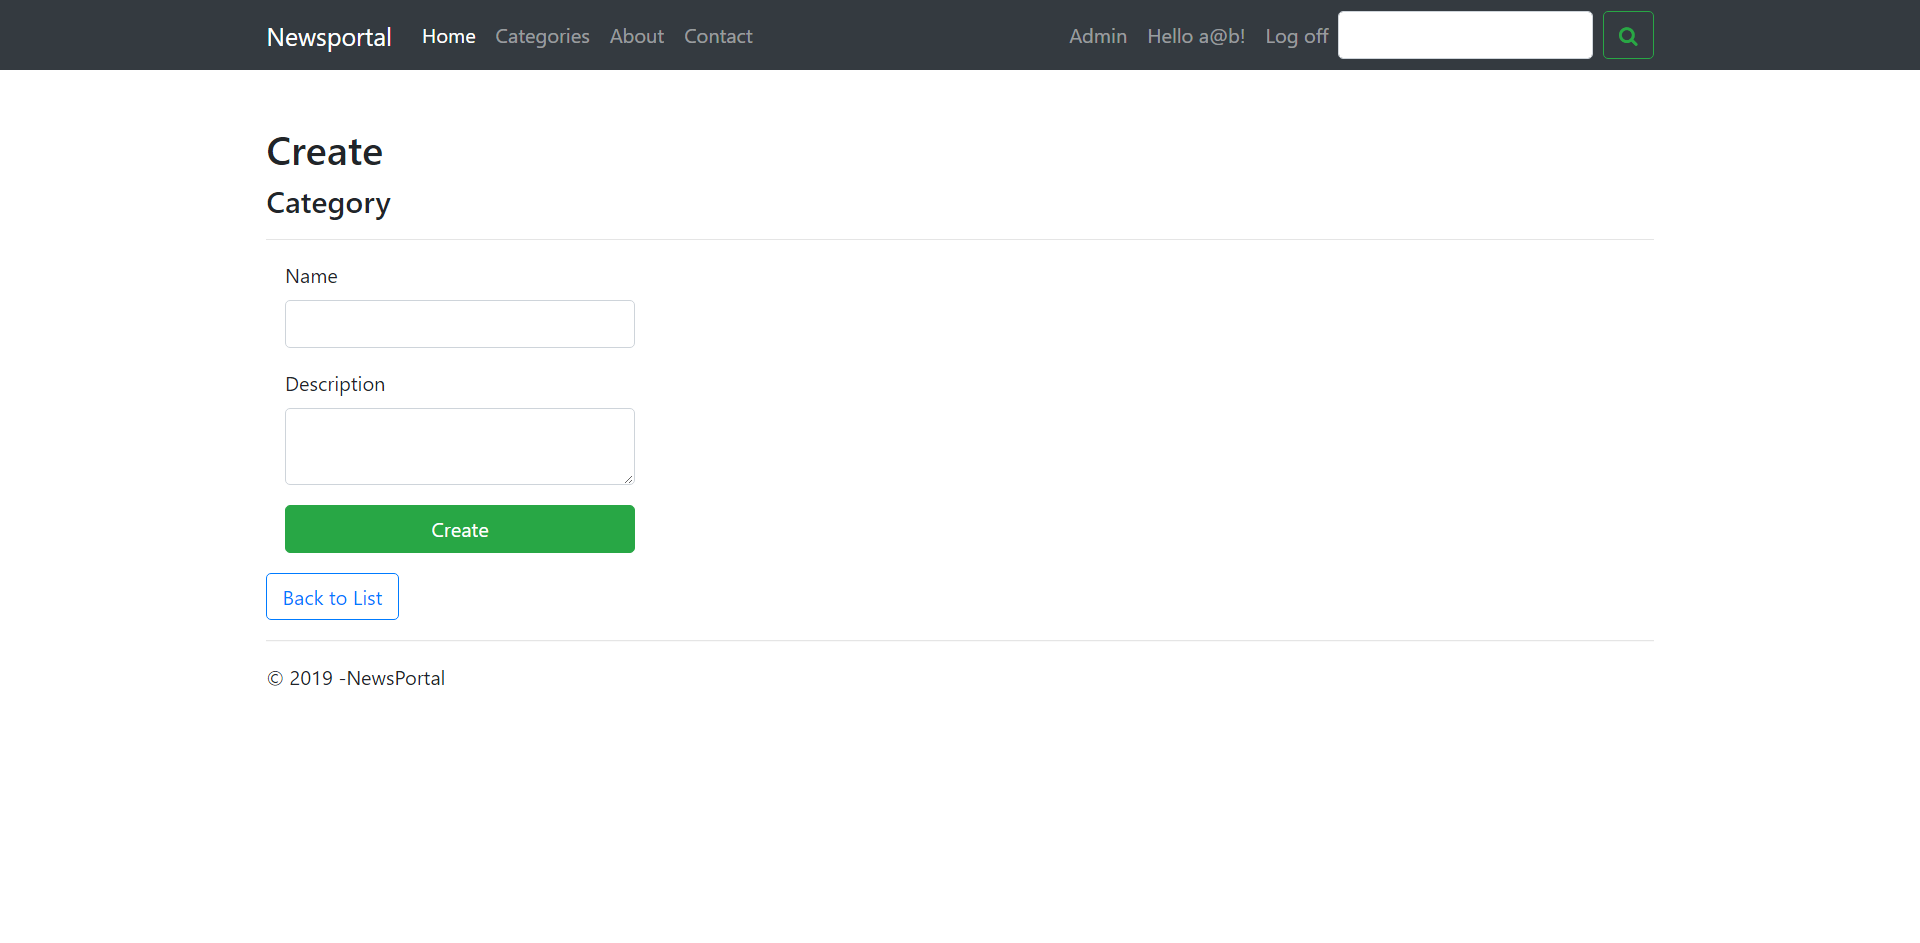 Newsportal Home Categories About Contact Admin Hello a@b! Log off
Create
Category
Name
Description
Create
Back to List
© 2019 -NewsPortal